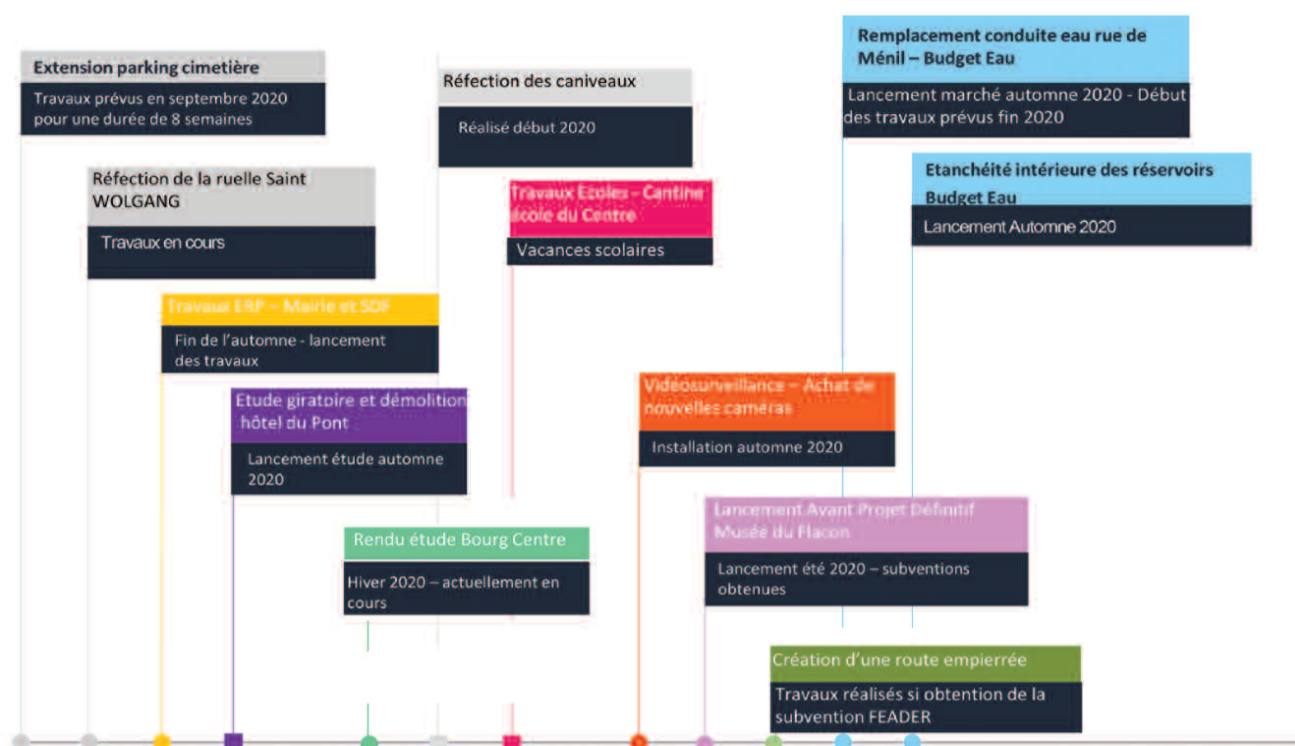 Extension parking cimetière
Travaux prévus en septembre 2020
pour une durée de 8 semaines
Réfection de la ruelle Saint
WOLGANG
Travaux en cours
Travaux ERP – Mairie et SDF
Fin de l'automne - lancement
des travaux
Etude giratoire et démolition
hôtel du Pont
Lancement étude automne
2020
Rendu étude Bourg Centre
Hiver 2020 – actuellement en
cours
Réfection des caniveaux
Réalisé début 2020
Travaux Ecoles – Cantine
école du Centre
Vacances scolaires
Vidéosurveillance – Achat de
nouvelles caméras
Installation automne 2020
Lancement Avant Projet Définitif
Musée du Flacon
Lancement été 2020 – subventions
obtenues
Création d'une route empierrée
Travaux réalisés si obtention de la
subvention FEADER
Remplacement conduite eau rue de
Ménil – Budget Eau
Lancement marché automne 2020 - Début
des travaux prévus fin 2020
Etanchéité intérieure des réservoirs
Budget Eau
Lancement Automne 2020